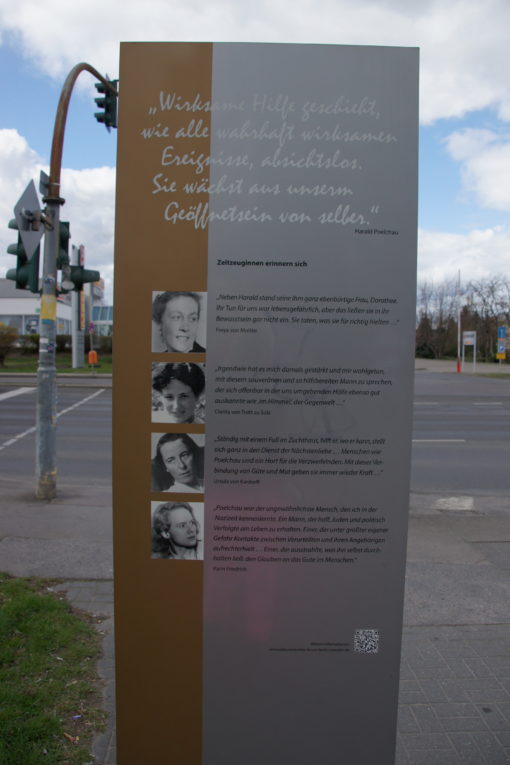 „Wirksame Hilfe geschieht,
wie alle wahrhaft wirksamen
Ereignisse, absichtslos.
Sie wächst aus unserm
Geöffnetsein von selber.“
Harald Poelchau
Zeitzeuginnen erinnern sich
„Neben Harald stand seine ihm ganz ebenbürtige Frau, Dorothee.
Ihr Tun für uns war lebensgefährlich, aber das ließen sie in ihr
Bewusstsein gar nicht ein. Sie taten, was sie für richtig hielten …“
Freya von Moltke
„Irgendwie hat es mich damals gestärkt und mir wohlgetan,
mit diesem souveränen und so hilfsbereiten Mann zu sprechen,
der sich offenbar in der uns umgebenden Hölle ebenso gut
auskannte wie ‚im Himmel‘ der Gegenwelt …“
Clarita von Trott zu Solz
„Ständig mit einem Fuß im Zuchthaus, hilft er, wo er kann, stellt
sich ganz in den Dienst der Nächstenliebe … Menschen wie
Poelchau sind ein Hort für die Verzweifelnden. Mit dieser Ver-
bindung von Güte und Mut geben sie immer wieder Kraft …“
Ursula von Kardorff
„Poelchau war der ungewöhnlichste Mensch, den ich in der
Nazizeit kennenlernte. Ein Mann, der half, Juden und politisch
Verfolgte am Leben zu erhalten. Einer, der unter größter eigener
Gefahr Kontakte zwischen Verurteilten und ihren Angehörigen
aufrechterhielt … Einer, der ausstrahlte, was ihn selbst durch-
halten ließ: den Glauben an das Gute im Menschen.“
Karin Friedrich
Weitere Informationen: